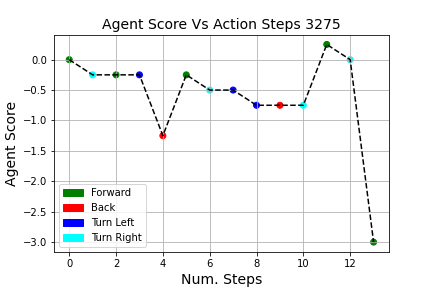 Agent Score Vs Action Steps 3275
Agent Score
0.0
−0.5
−1.0
−1.5
−2.0
−2.5
−3.0
Forward
Back
Turn Left
Turn Right
0 2 4 6 8 10 12
Num. Steps